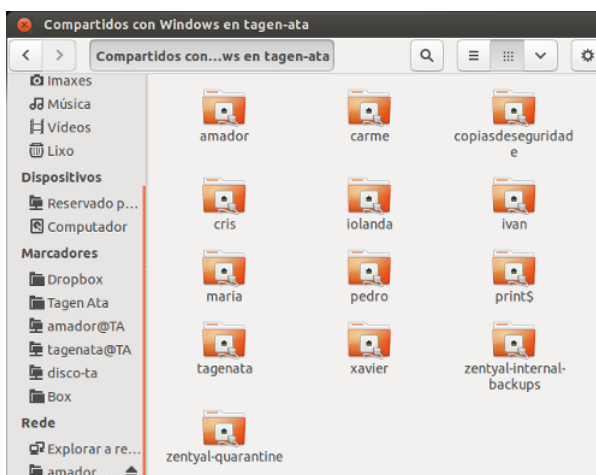 Compartidos con Windows en tagen-ata
Compartidos con...ws en tagen-ata
Imaxes
Música
Vídeos
Lixo
Dispositivos
Reservado p...
Computador
Marcadores
Dropbox
Tagen Ata
amador@TA
tagenata@TA
disco-ta
Box
Rede
Explorar a re...
amador
amador
carme
copiasdeseguridad
e
cris
iolanda
ivan
maria
pedro
print$
tagenata
xavier
zentyal-internal-
backups
zentyal-quarantine